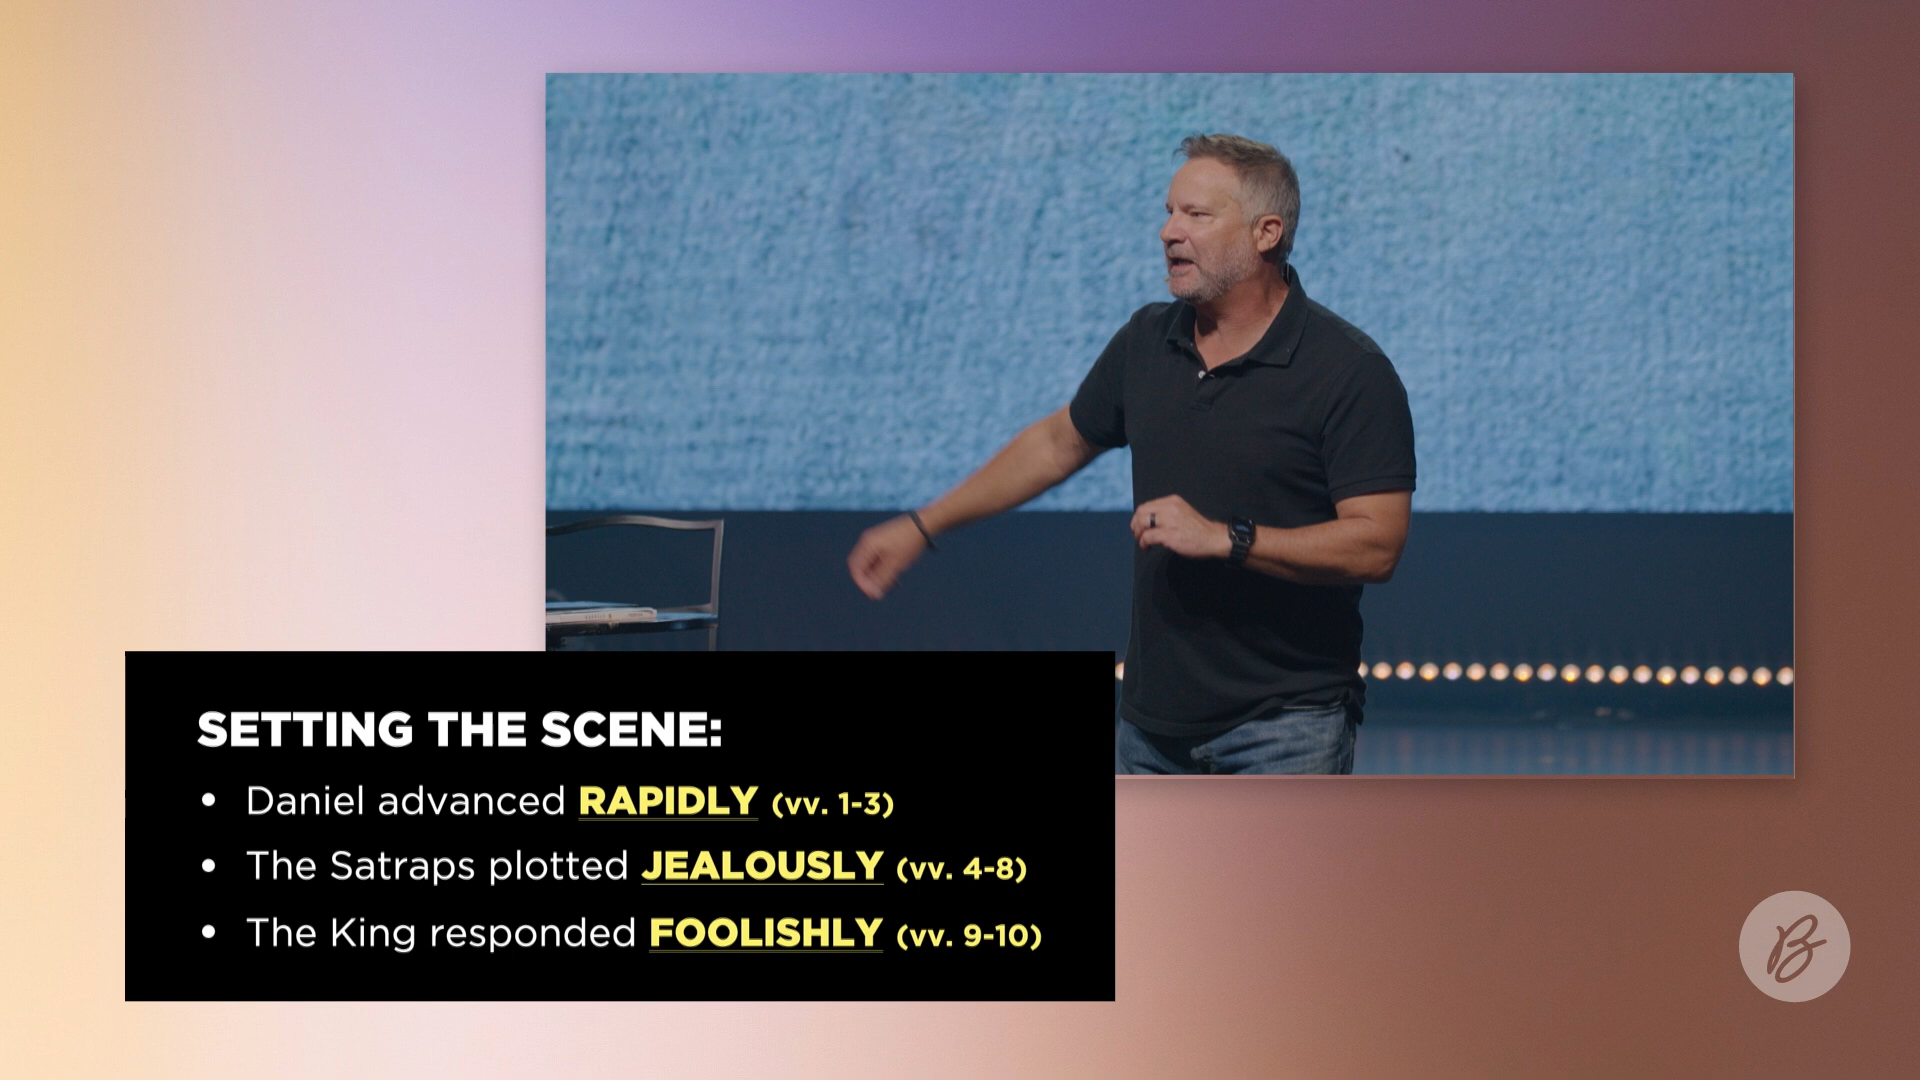 SETTING THE SCENE:
• Daniel advanced RAPIDLY (vv. 1-3)
• The Satraps plotted JEALOUSLY (vv. 4-8)
• The King responded FOOLISHLY (vv. 9-10)
B